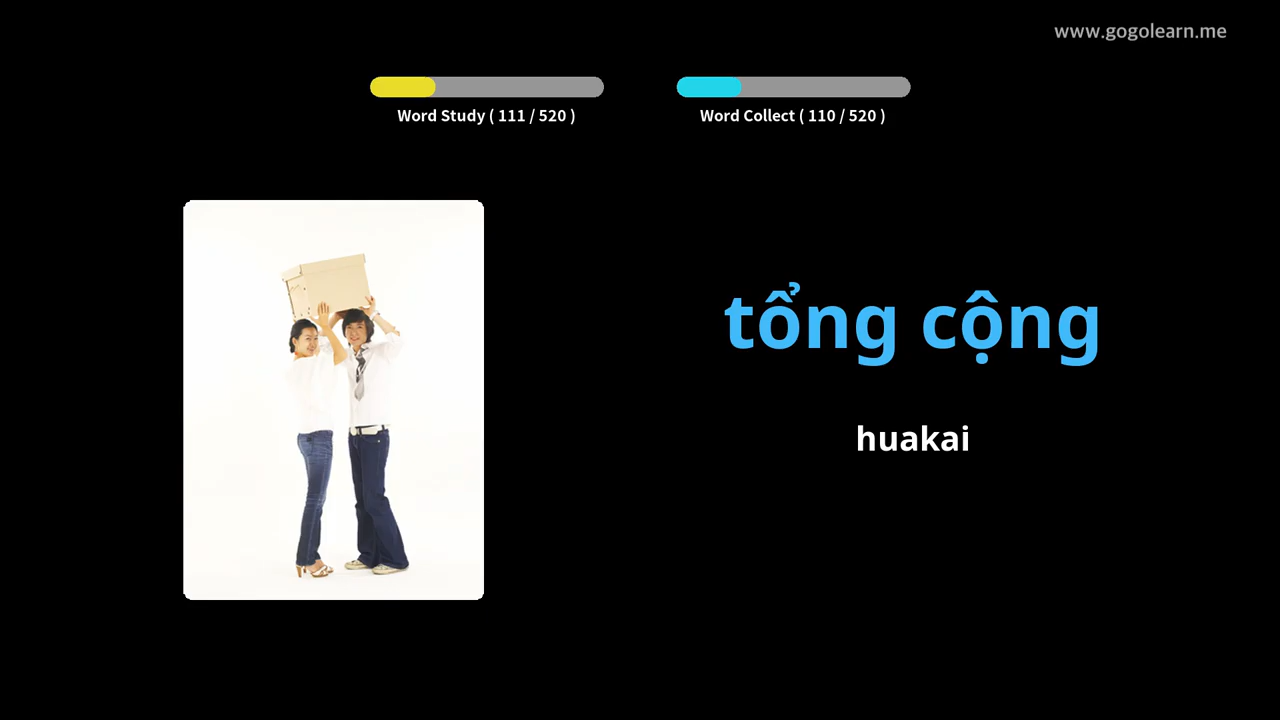 www.gogolearn.me
Word Study ( 111 / 520 )
Word Collect ( 110 / 520 )
tổng cộng
huakai